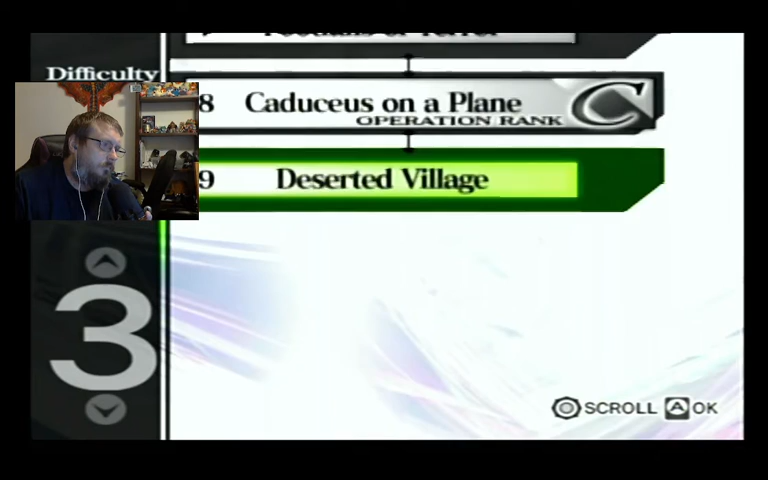 Difficulty
8 Caduceus on a Plane
OPERATION RANK C
9 Deserted Village
3
SCROLL A OK